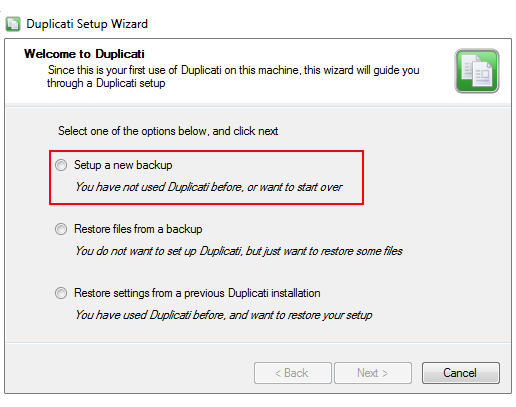 Duplicati Setup Wizard
Welcome to Duplicati
Since this is your first use of Duplicati on this machine, this wizard will guide you
through a Duplicati setup
Select one of the options below, and click next
Setup a new backup
You have not used Duplicati before, or want to start over
Restore files from a backup
You do not want to set up Duplicati, but just want to restore some files
Restore settings from a previous Duplicati installation
You have used Duplicati before, and want to restore your setup
< Back Next > Cancel